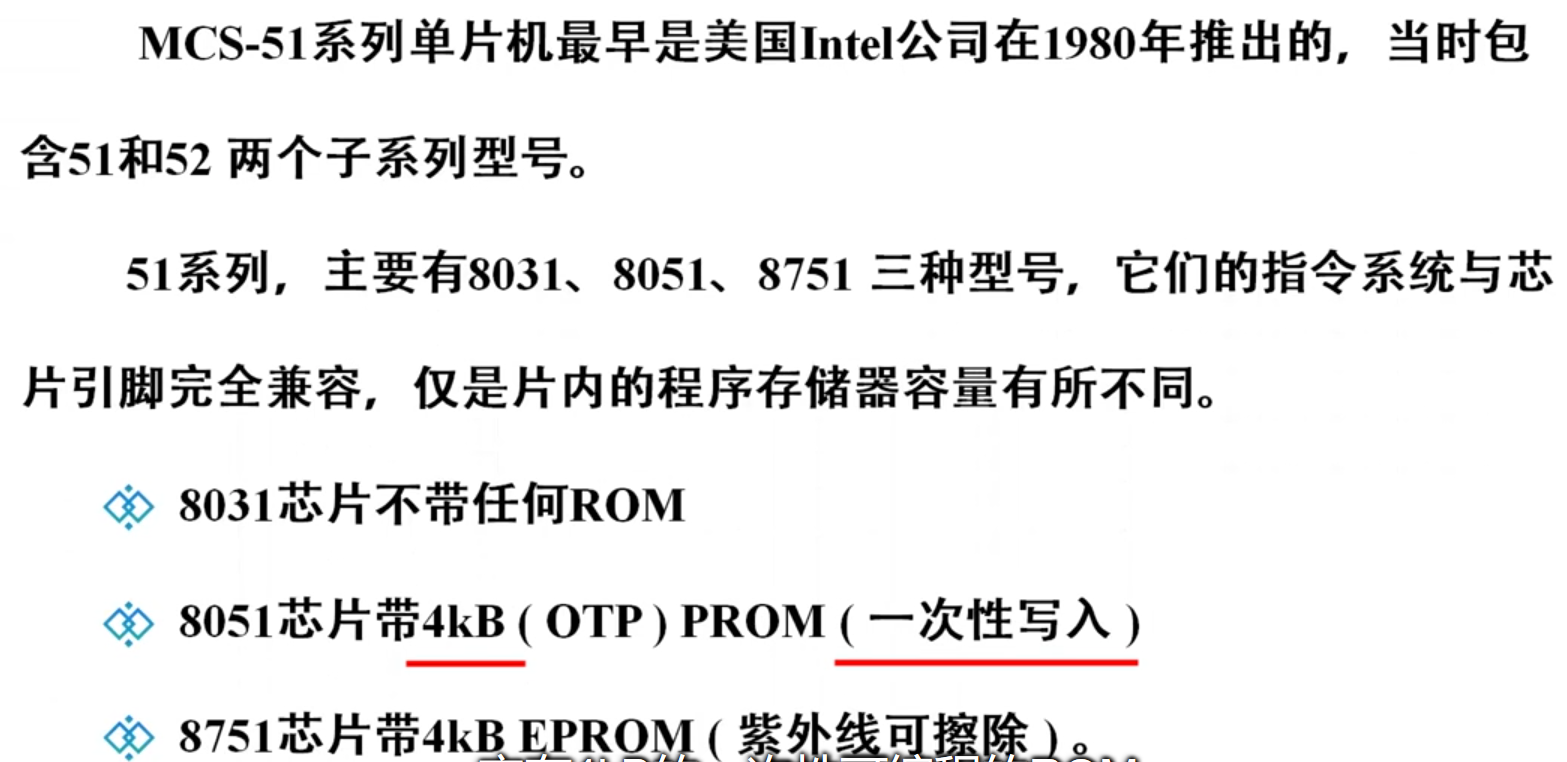 MCS-51系列单片机最早是美国Intel公司在1980年推出的，当时包
含51和52 两个子系列型号。
51系列，主要有8031、8051、8751 三种型号，它们的指令系统与芯
片引脚完全兼容，仅是片内的程序存储器容量有所不同。
8031芯片不带任何ROM
8051芯片带4kB ( OTP ) PROM ( 一次性写入 )
8751芯片带4kB EPROM ( 紫外线可擦除 ) 。